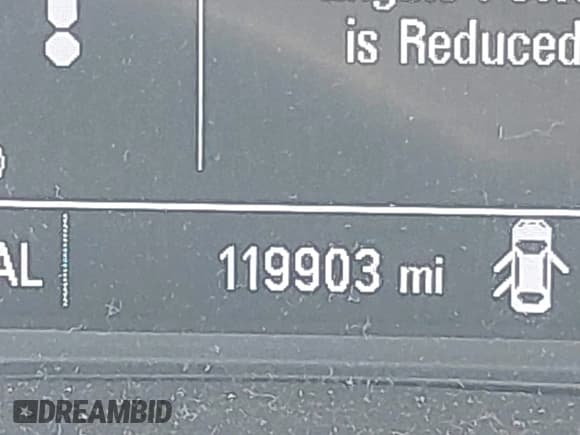 is Reduced
AL
119903 mi
DREAMBID